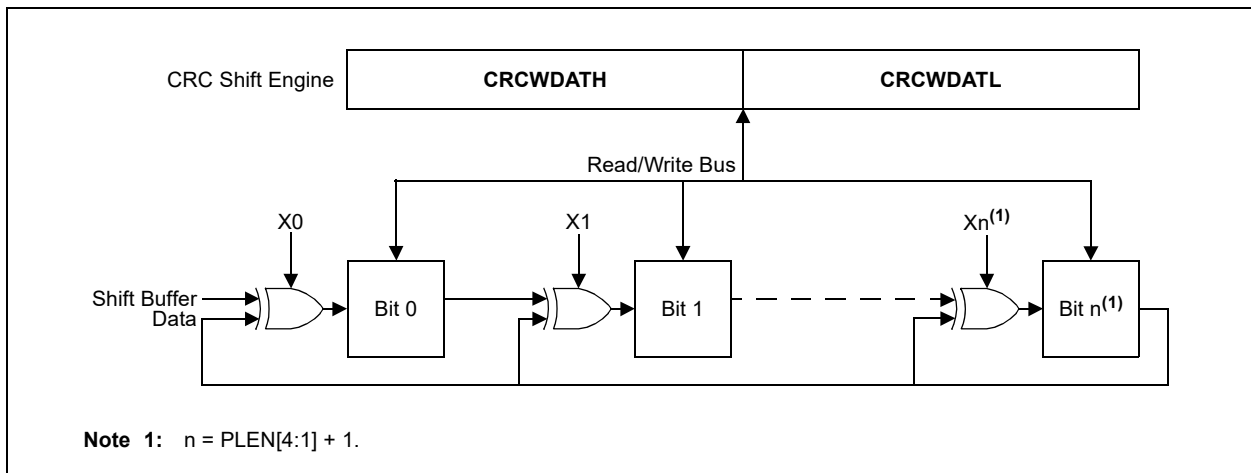 CRC Shift Engine CRCWDATH CRCWDATL
Read/Write Bus
X0 X1 Xn(1)
Shift Buffer
Data
Bit 0 Bit 1 Bit n(1)
Note 1: n = PLEN[4:1] + 1.